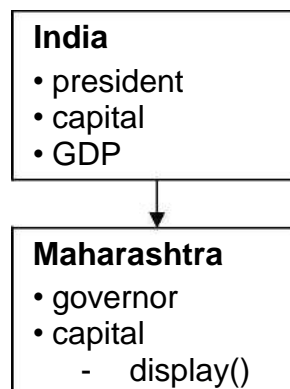 India
• president
• capital
• GDP
Maharashtra
• governor
• capital
- display()